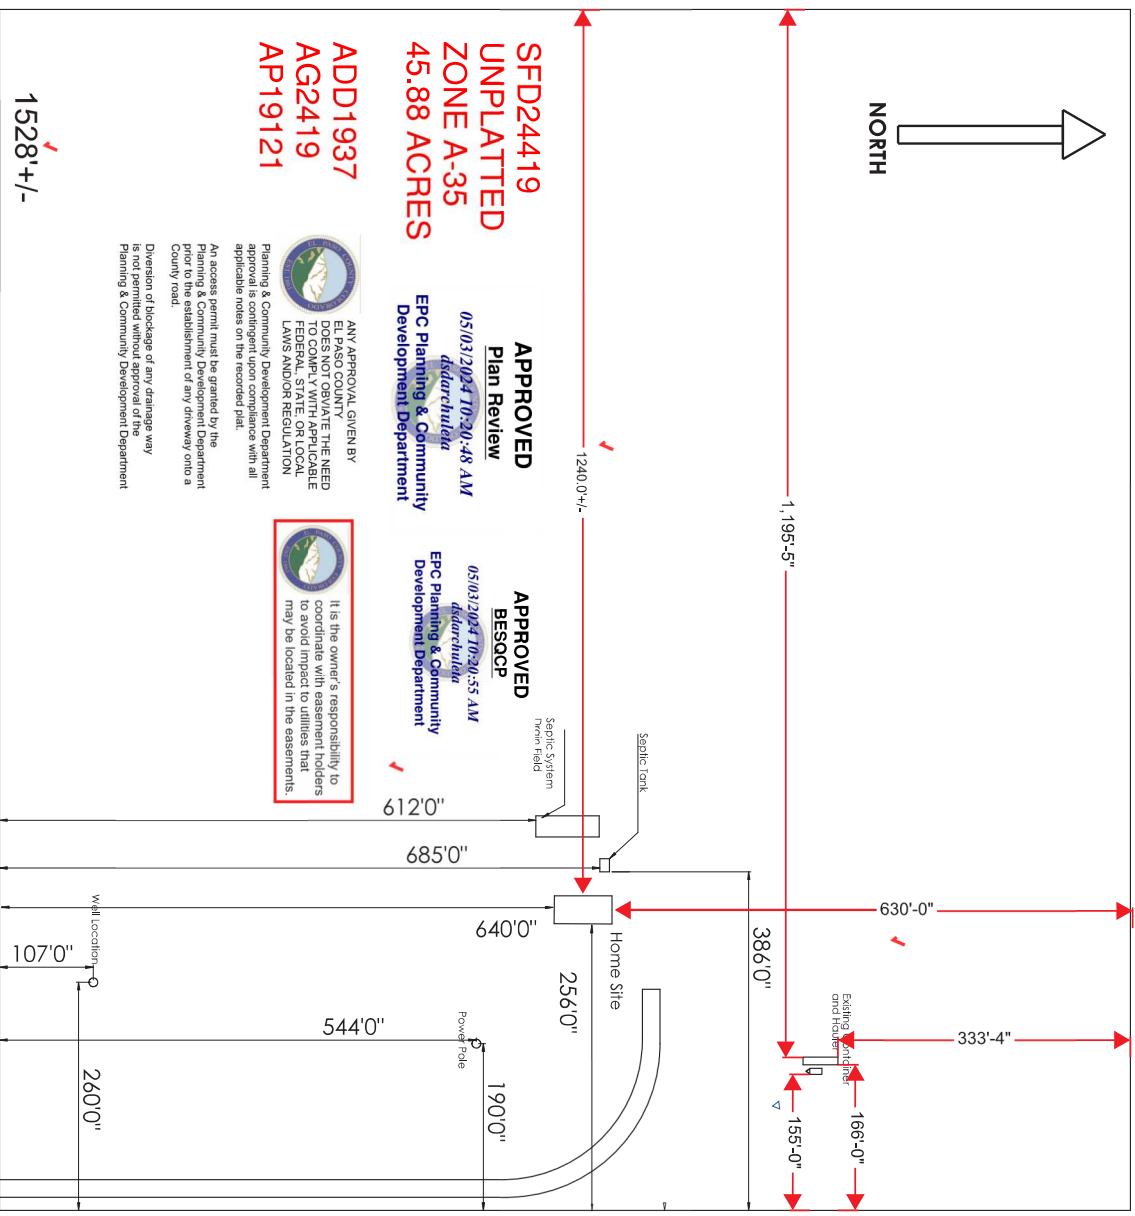 NORTH
1,195'-5"
630'-0"
333'-4"
166'-0"
155'-0"
Existing Container
and Hauler
SFD24419
UNPLATTED
ZONE A-35
45.88 ACRES
ADD1937
AG2419
AP19121
1528'+/-
1240.0'+/-
APPROVED
Plan Review
05/03/2024 10:20:48 AM
dsdarchuleta
EPC Planning & Community
Development Department
APPROVED
BESQCP
05/03/2024 10:20:55 AM
dsdarchuleta
EPC Planning & Community
Development Department
ANY APPROVAL GIVEN BY
EL PASO COUNTY
DOES NOT OBVIATE THE NEED
TO COMPLY WITH APPLICABLE
FEDERAL, STATE, OR LOCAL
LAWS AND/OR REGULATION
Planning & Community Development Department
approval is contingent upon compliance with all
applicable notes on the recorded plat.
An access permit must be granted by the
Planning & Community Development Department
prior to the establishment of any driveway onto a
County road.
Diversion of blockage of any drainage way
is not permitted without approval of the
Planning & Community Development Department
It is the owner's responsibility to
coordinate with easement holders
to avoid impact to utilities that
may be located in the easements.
Septic Tank
Septic System
Drain Field
Home Site
612'0"
685'0"
640'0"
386'0"
256'0"
Well Location
107'0"
544'0"
Power Pole
260'0"
190'0"